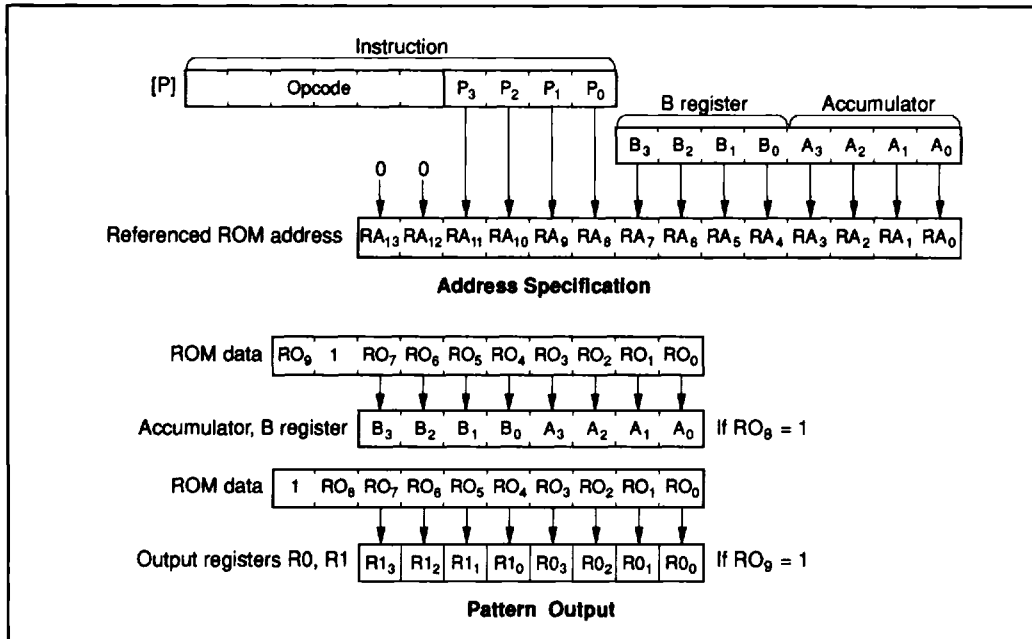 Instruction
[P] Opcode P3 P2 P1 P0
B register Accumulator
B3 B2 B1 B0 A3 A2 A1 A0
0 0
Referenced ROM address RA13 RA12 RA11 RA10 RA9 RA8 RA7 RA6 RA5 RA4 RA3 RA2 RA1 RA0
Address Specification
ROM data RO9 1 RO7 RO6 RO5 RO4 RO3 RO2 RO1 RO0
Accumulator, B register B3 B2 B1 B0 A3 A2 A1 A0 If RO8 = 1
ROM data 1 RO8 RO7 RO6 RO5 RO4 RO3 RO2 RO1 RO0
Output registers R0, R1 R13 R12 R11 R10 R03 R02 R01 R00 If RO9 = 1
Pattern Output